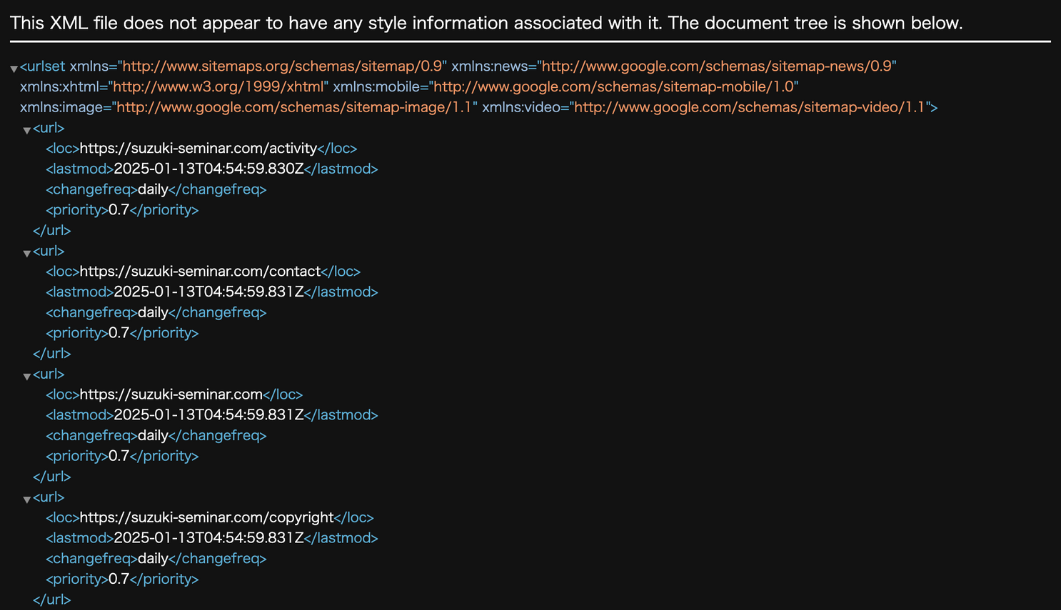 This XML file does not appear to have any style information associated with it. The document tree is shown below.
<urlset xmlns="http://www.sitemaps.org/schemas/sitemap/0.9" xmlns:news="http://www.google.com/schemas/sitemap-news/0.9"
xmlns:xhtml="http://www.w3.org/1999/xhtml" xmlns:mobile="http://www.google.com/schemas/sitemap-mobile/1.0"
xmlns:image="http://www.google.com/schemas/sitemap-image/1.1" xmlns:video="http://www.google.com/schemas/sitemap-video/1.1">
<url>
<loc>https://suzuki-seminar.com/activity</loc>
<lastmod>2025-01-13T04:54:59.830Z</lastmod>
<changefreq>daily</changefreq>
<priority>0.7</priority>
</url>
<url>
<loc>https://suzuki-seminar.com/contact</loc>
<lastmod>2025-01-13T04:54:59.831Z</lastmod>
<changefreq>daily</changefreq>
<priority>0.7</priority>
</url>
<url>
<loc>https://suzuki-seminar.com</loc>
<lastmod>2025-01-13T04:54:59.831Z</lastmod>
<changefreq>daily</changefreq>
<priority>0.7</priority>
</url>
<url>
<loc>https://suzuki-seminar.com/copyright</loc>
<lastmod>2025-01-13T04:54:59.831Z</lastmod>
<changefreq>daily</changefreq>
<priority>0.7</priority>
</url>